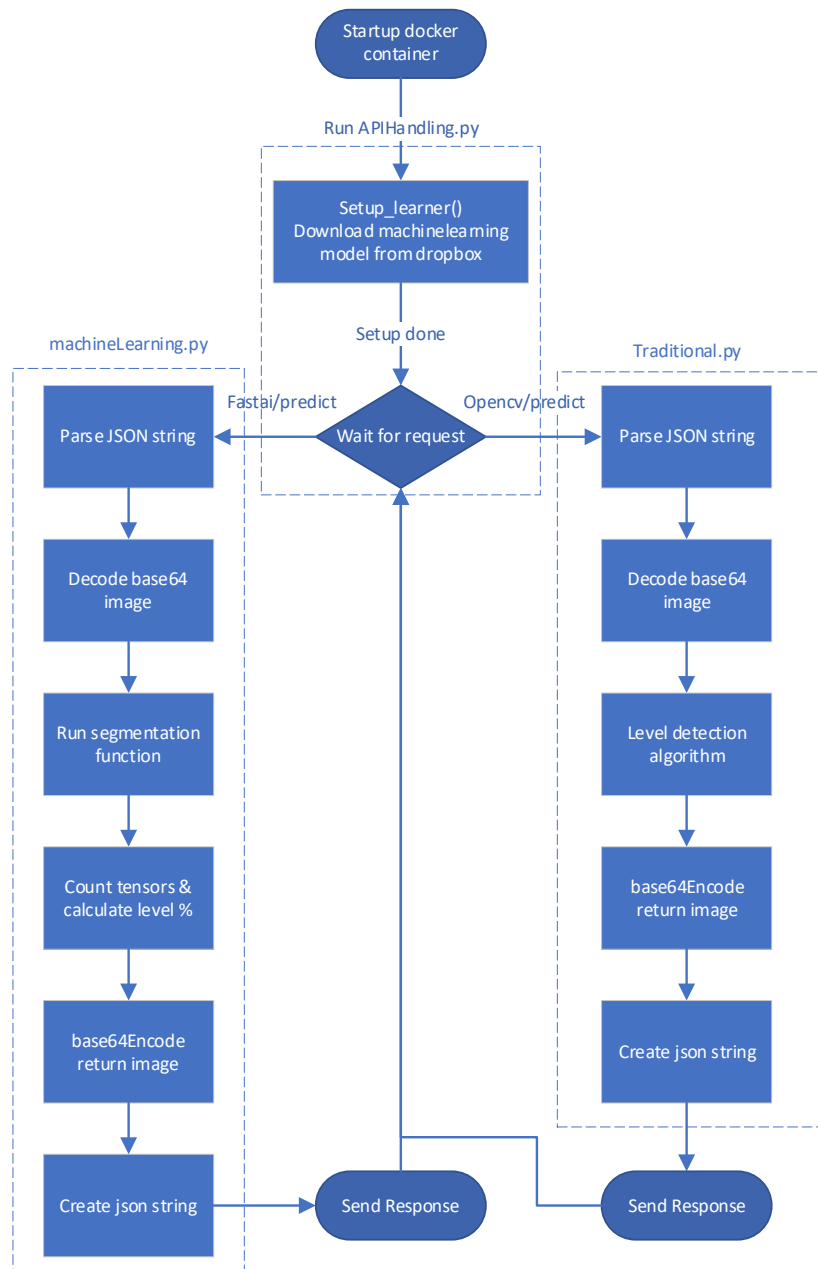 Startup docker
container
Run APIHandling.py
Setup_learner()
Download machinelearning
model from dropbox
Setup done
machineLearning.py
Traditional.py
Fastai/predict
Opencv/predict
Parse JSON string
Wait for request
Parse JSON string
Decode base64
image
Decode base64
image
Run segmentation
function
Level detection
algorithm
Count tensors &
calculate level %
base64Encode
return image
base64Encode
return image
Create json string
Create json string
Send Response
Send Response